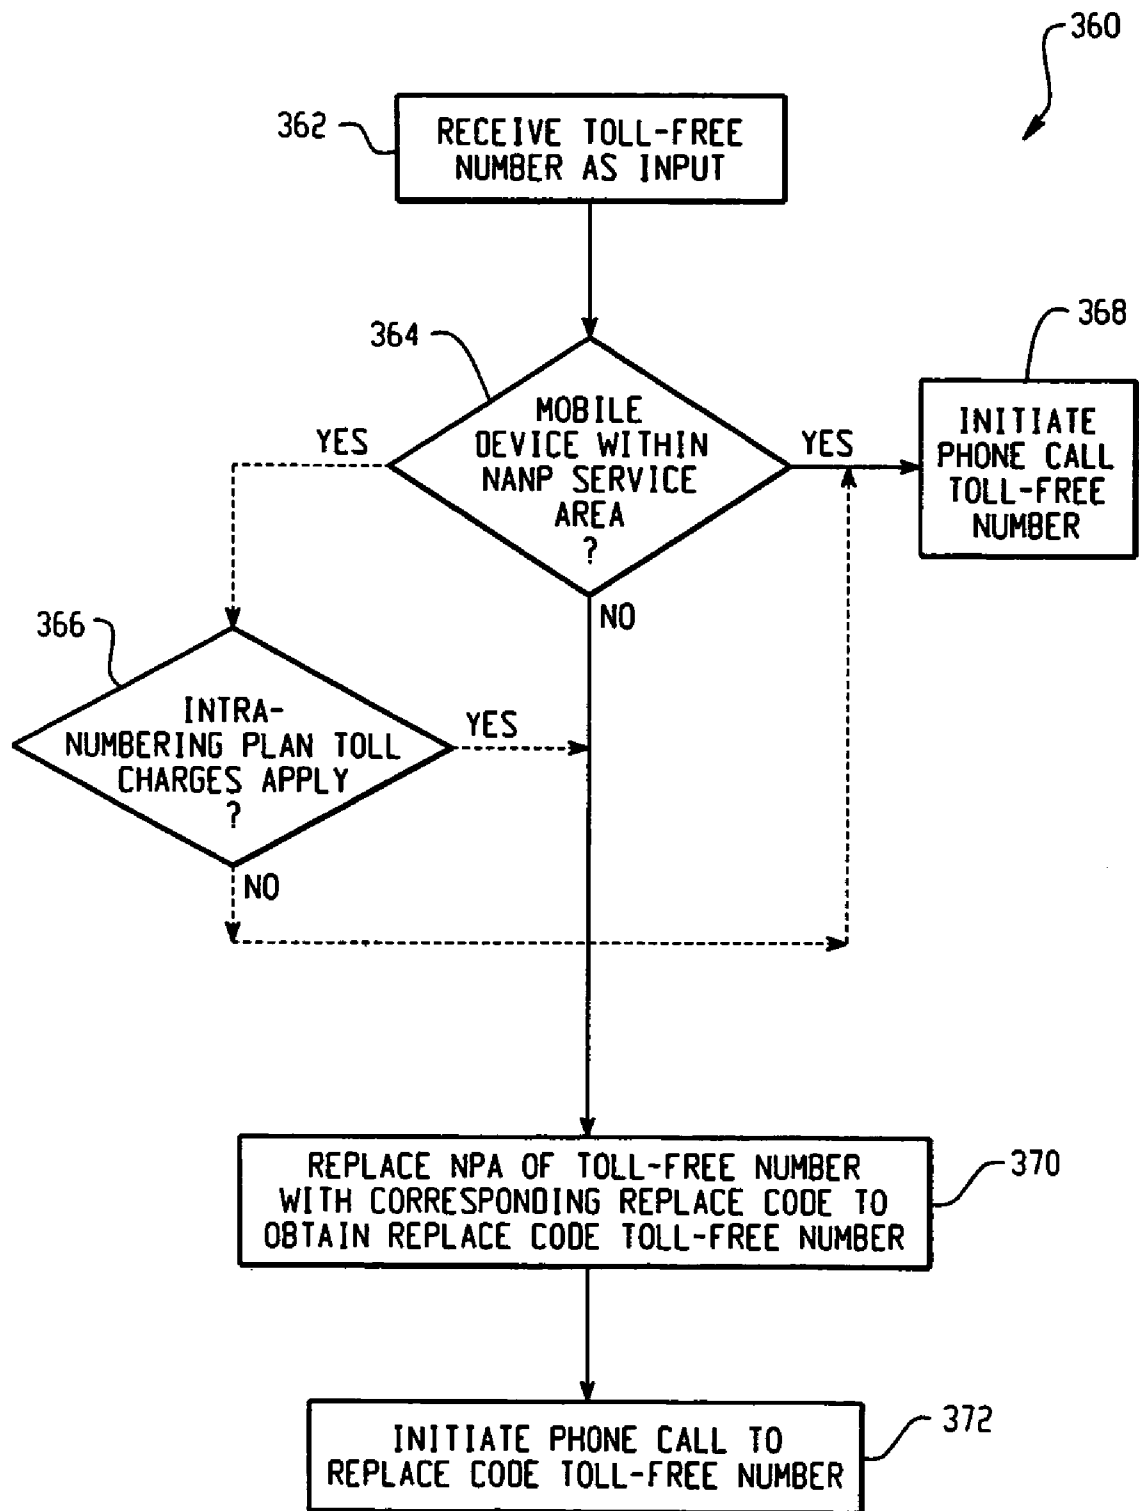 360
362
RECEIVE TOLL-FREE
NUMBER AS INPUT
364
368
MOBILE
DEVICE WITHIN
NANP SERVICE
AREA
?
YES
YES
NO
INITIATE
PHONE CALL
TOLL-FREE
NUMBER
366
INTRA-
NUMBERING PLAN TOLL
CHARGES APPLY
?
YES
NO
REPLACE NPA OF TOLL-FREE NUMBER
WITH CORRESPONDING REPLACE CODE TO
OBTAIN REPLACE CODE TOLL-FREE NUMBER
370
INITIATE PHONE CALL TO
REPLACE CODE TOLL-FREE NUMBER
372